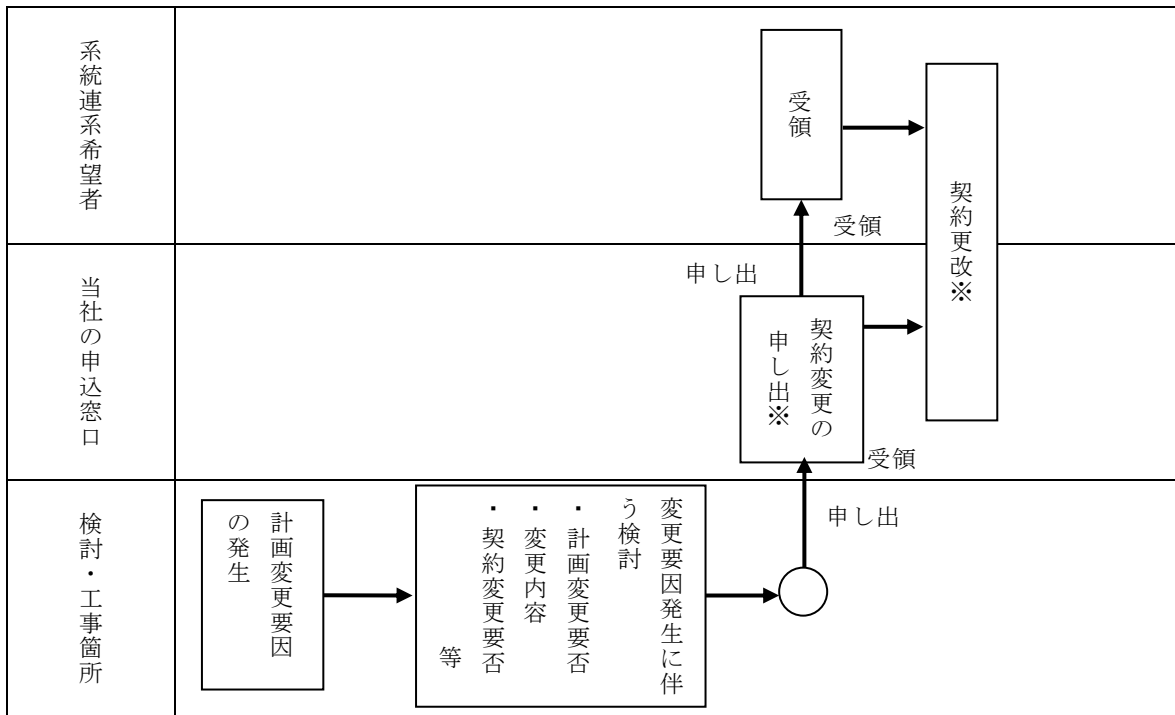 系統連系希望者
受領
契約更改※
受領
申し出
当社の申込窓口
契約変更の
申し出※
受領
申し出
検討・工事箇所
計画変更要因
の発生
変更要因発生に伴
う検討
・計画変更要否
・変更内容
・契約変更要否
等